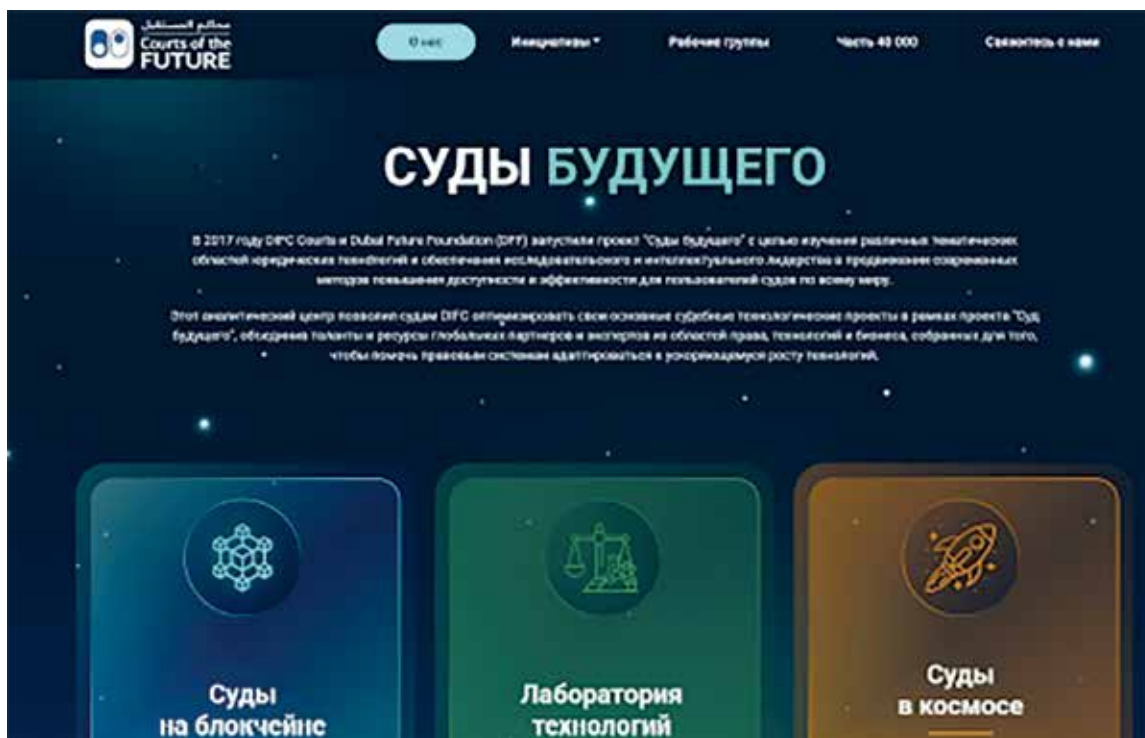 محاكم المستقبل
Courts of the
FUTURE
О нас
Инициативы
Рабочие группы
Часть 40 000
Свяжитесь с нами
СУДЫ БУДУЩЕГО
В 2017 году DIFC Courts и Dubai Future Foundation (DFF) запустили проект "Суды будущего" с целью изучения различных тематических
областей юридических технологий и обеспечения исследовательского и интеллектуального лидерства в продвижении современных
методов повышения доступности и эффективности для пользователей судов по всему миру.
Этот аналитический центр позволил судам DIFC оптимизировать свои основные судебные технологические проекты в рамках проекта "Суд
будущего", объединив таланты и ресурсы глобальных партнеров и экспертов из областей права, технологий и бизнеса, собранных для того,
чтобы помочь правовым системам адаптироваться к ускоряющемуся росту технологий.
Суды
на блокчейне
Лаборатория
технологий
Суды
в космосе